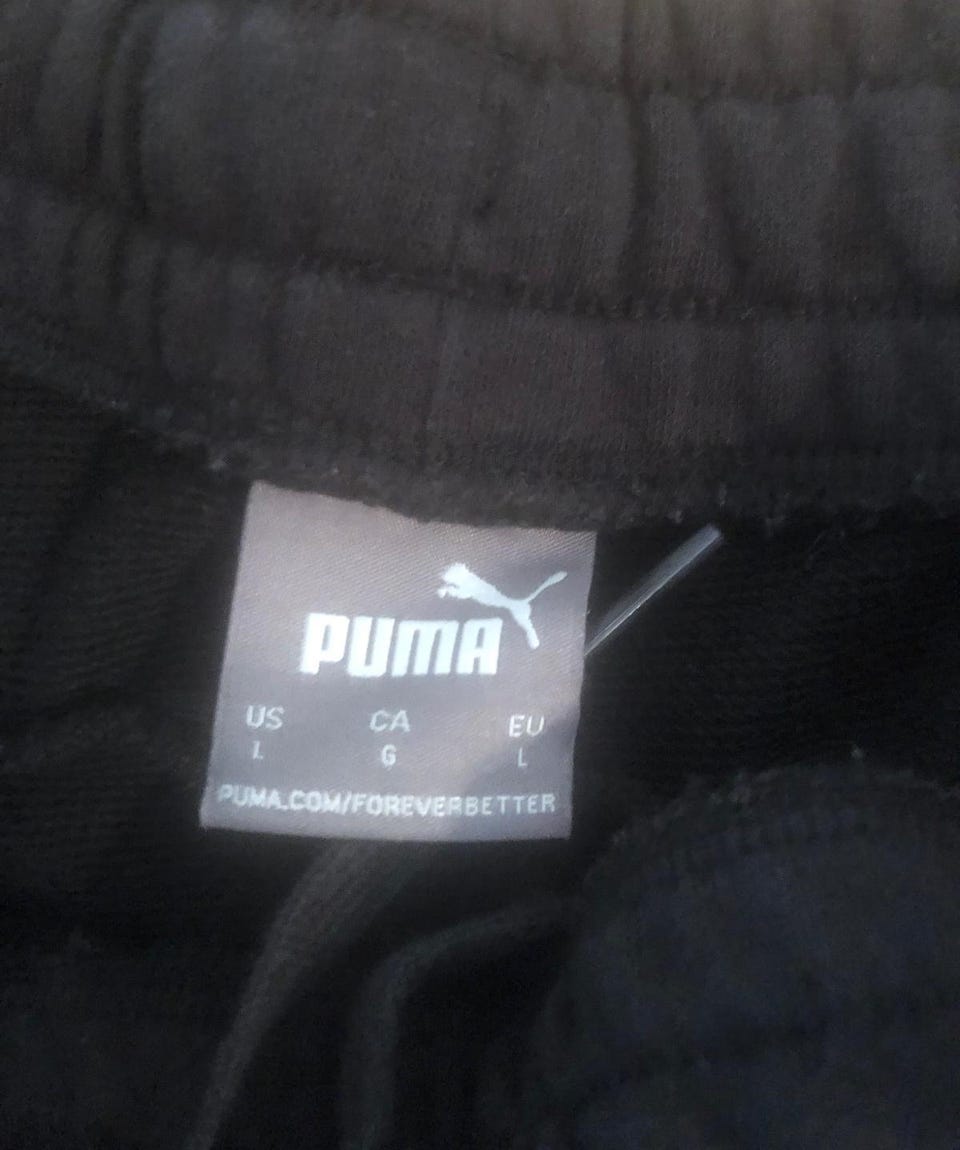 PUMA
US CA EU
L G L
PUMA.COM/FOREVERBETTER